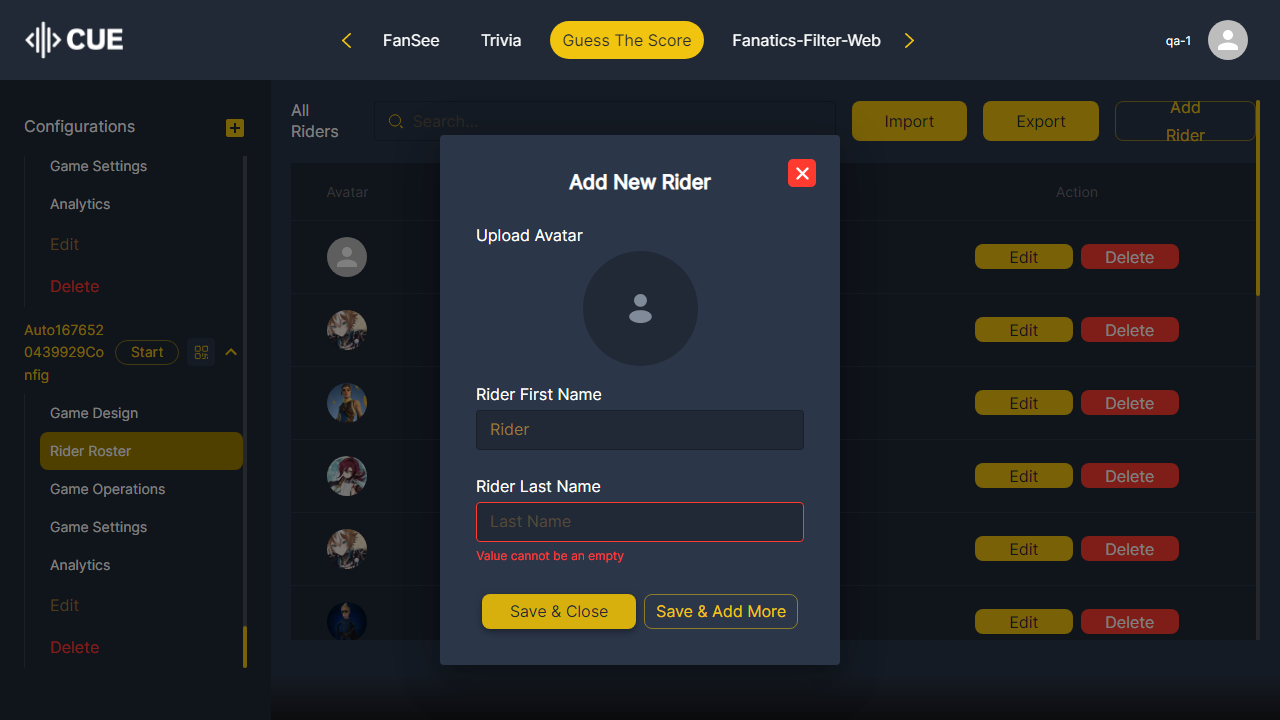 CUE
FanSee
Trivia
Guess The Score
Fanatics-Filter-Web
qa-1
Configurations
Game Settings
Analytics
Edit
Delete
Auto167652
0439929Co
nfig
Start
Game Design
Rider Roster
Game Operations
Game Settings
Analytics
Edit
Delete
All
Riders
Search...
Import
Export
Add
Rider
Avatar
Action
Edit
Delete
Edit
Delete
Edit
Delete
Edit
Delete
Edit
Delete
Edit
Delete
Add New Rider
Upload Avatar
Rider First Name
Rider
Rider Last Name
Last Name
Value cannot be an empty
Save & Close
Save & Add More